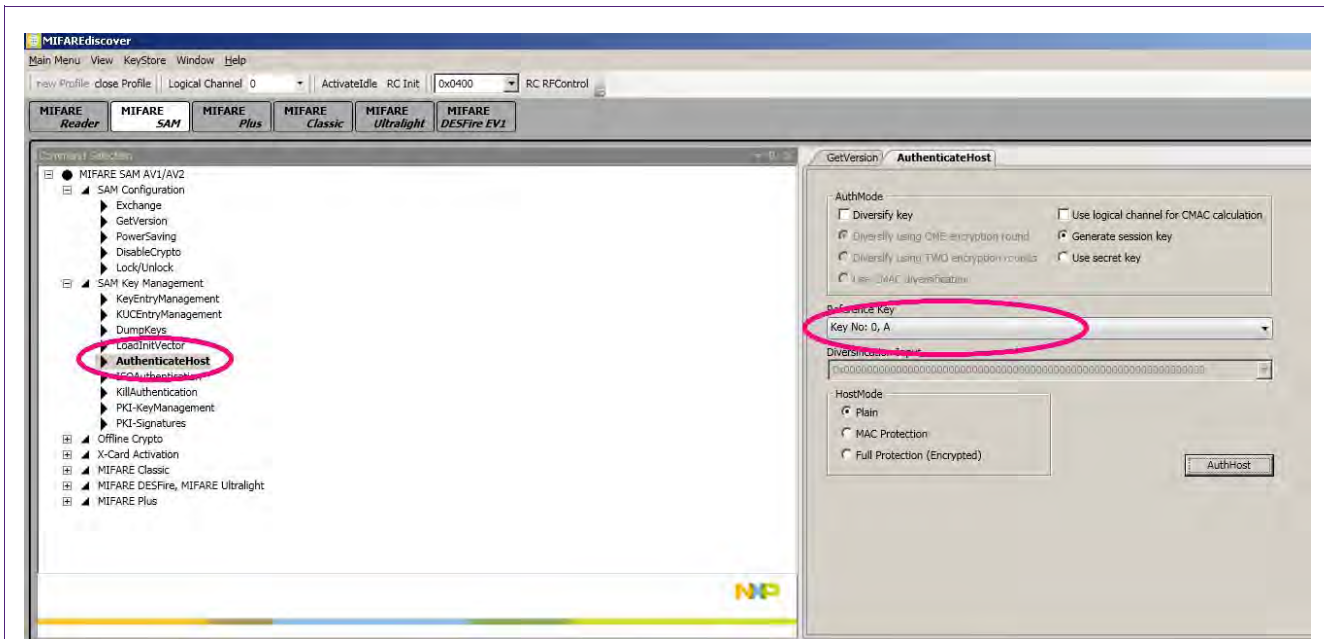 MIFAREdiscover
Main Menu View KeyStore Window Help
new Profile close Profile Logical Channel 0 ActivateIdle RC Init 0x0400 RC RFControl
MIFARE Reader MIFARE SAM MIFARE Plus MIFARE Classic MIFARE Ultralight MIFARE DESFire EV1
Command Selection
MIFARE SAM AV1/AV2
SAM Configuration
Exchange
GetVersion
PowerSaving
DisableCrypto
Lock/Unlock
SAM Key Management
KeyEntryManagement
KUCEntryManagement
DumpKeys
LoadInitVector
AuthenticateHost
ISOAuthentication
KillAuthentication
PKI-KeyManagement
PKI-Signatures
Offline Crypto
X-Card Activation
MIFARE Classic
MIFARE DESFire, MIFARE Ultralight
MIFARE Plus
NXP
GetVersion AuthenticateHost
AuthMode
Diversify key Use logical channel for CMAC calculation
Diversify using ONE encryption round Generate session key
Diversify using TWO encryption rounds Use secret key
Use CMAC diversification
Reference Key
Key No: 0, A
Diversification Input
HostMode
Plain
MAC Protection
Full Protection (Encrypted)
AuthHost